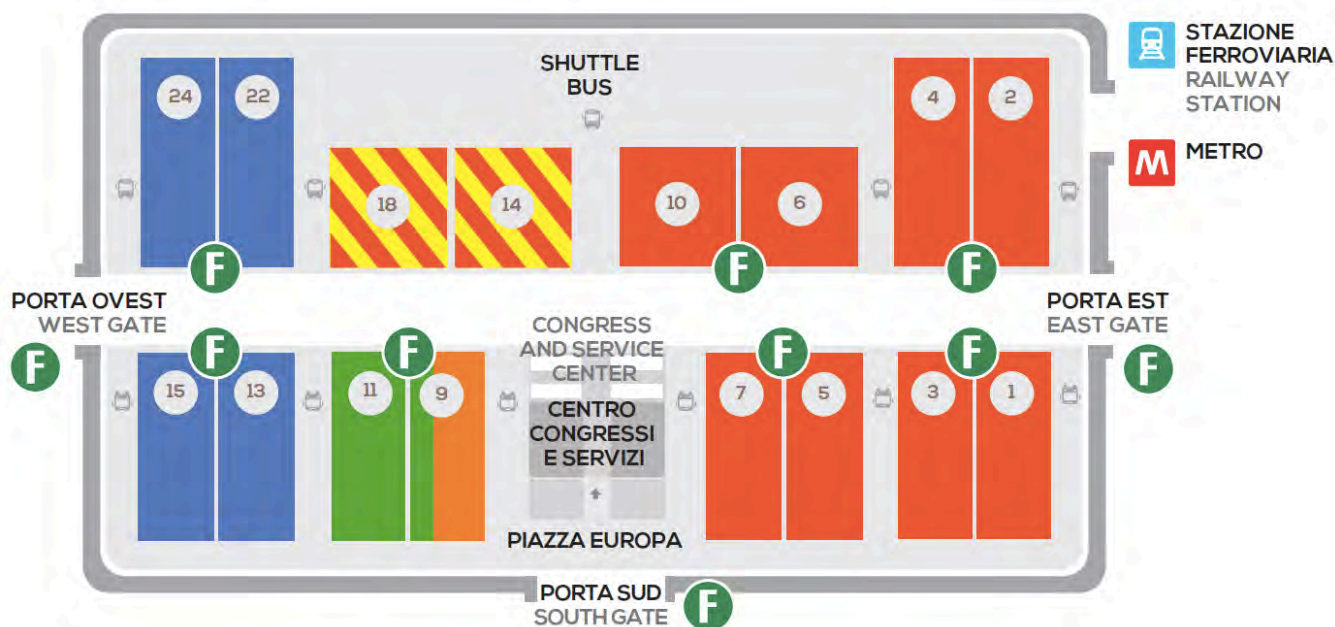 STAZIONE
FERROVIARIA
RAILWAY
STATION
M
METRO
SHUTTLE
BUS
24
22
4
2
18
14
10
6
F
F
F
PORTA OVEST
WEST GATE
F
PORTA EST
EAST GATE
F
F
F
F
F
CONGRESS
AND SERVICE
CENTER
CENTRO
CONGRESSI
E SERVIZI
15
13
11
9
7
5
3
1
PIAZZA EUROPA
PORTA SUD
SOUTH GATE
F